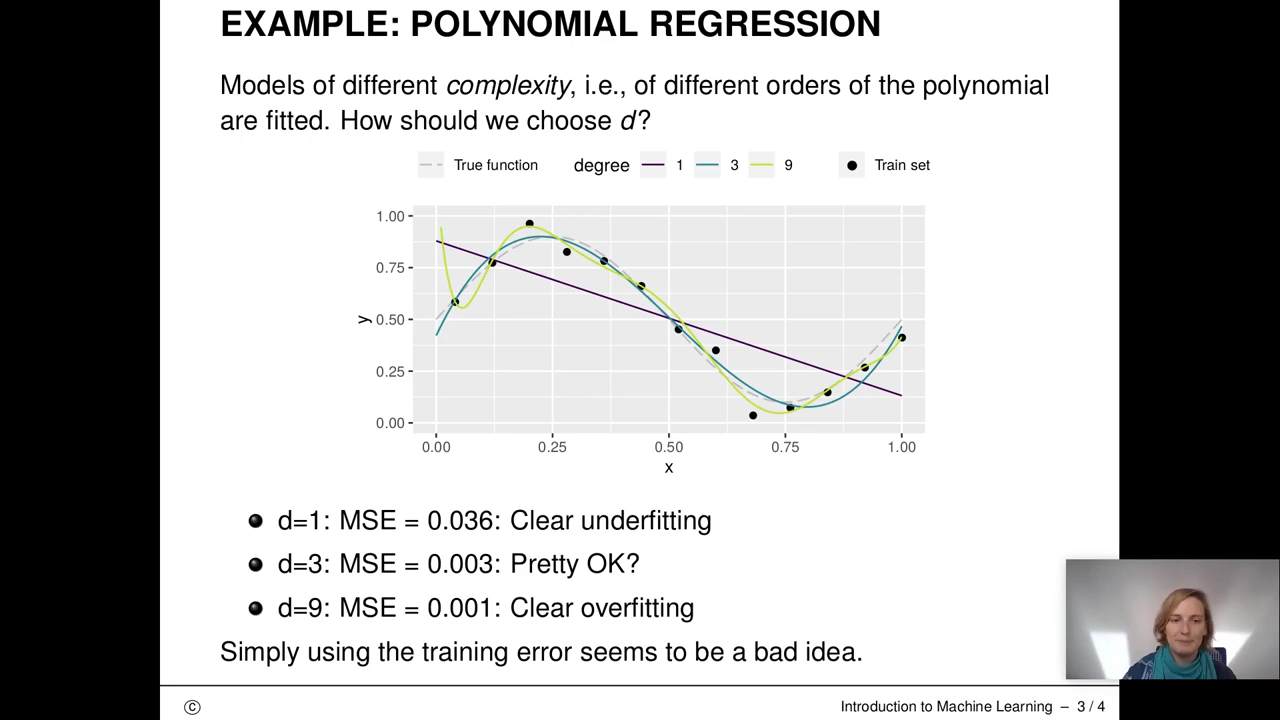 EXAMPLE: POLYNOMIAL REGRESSION
Models of different complexity, i.e., of different orders of the polynomial
are fitted. How should we choose d?
True function degree 1 3 9 Train set
1.00
0.75
0.50
0.25
0.00
y
0.00 0.25 0.50 0.75 1.00
x
d=1: MSE = 0.036: Clear underfitting
d=3: MSE = 0.003: Pretty OK?
d=9: MSE = 0.001: Clear overfitting
Simply using the training error seems to be a bad idea.
© Introduction to Machine Learning – 3 / 4